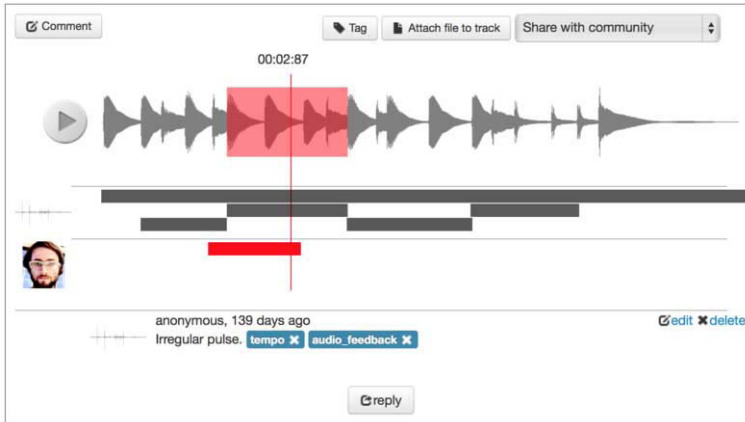 Comment
Tag
Attach file to track
Share with community
00:02:87
anonymous, 139 days ago
edit delete
Irregular pulse. tempo audio_feedback
reply